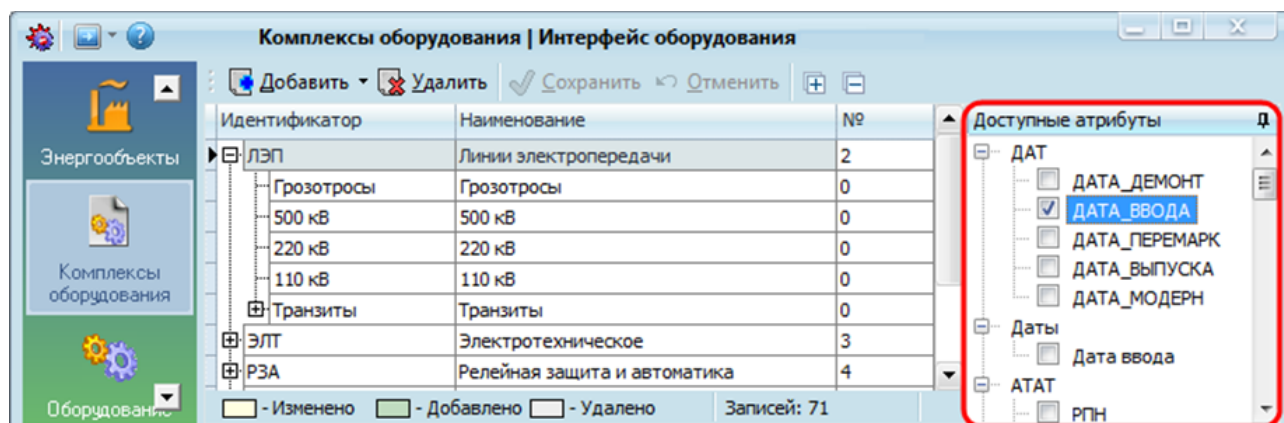 Комплексы оборудования | Интерфейс оборудования
Добавить Удалить Сохранить Отменить
Энергообъекты
Комплексы
оборудования
Оборудование
Идентификатор Наименование №
ЛЭП Линии электропередачи 2
Грозотросы Грозотросы 0
500 кВ 500 кВ 0
220 кВ 220 кВ 0
110 кВ 110 кВ 0
Транзиты Транзиты 0
ЭЛТ Электротехническое 3
РЗА Релейная защита и автоматика 4
- Изменено - Добавлено - Удалено Записей: 71
Доступные атрибуты
ДАТ
ДАТА_ДЕМОНТ
ДАТА_ВВОДА
ДАТА_ПЕРЕМАРК
ДАТА_ВЫПУСКА
ДАТА_МОДЕРН
Даты
Дата ввода
АТАТ
РПН